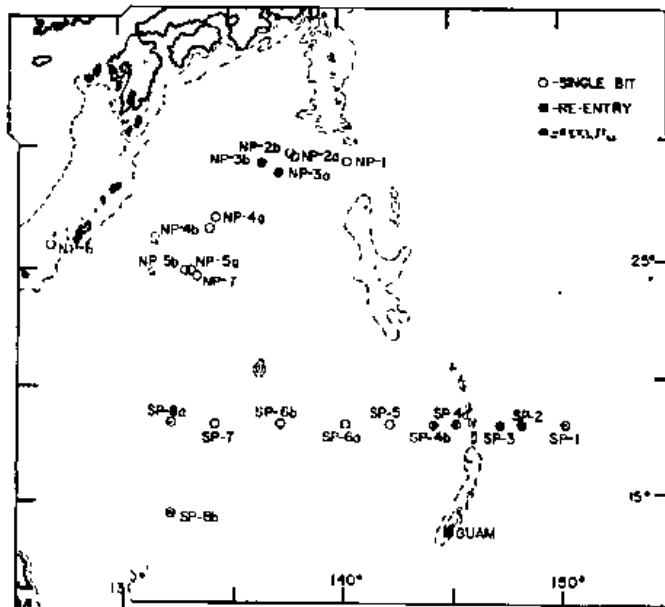 ○-SINGLE BIT
●-RE-ENTRY
NP-2b
NP-2a
NP-3b
NP-1
NP-3a
NP-4a
NP-4b
NP-6
NP-5b
NP-5a
NP-7
25°
SP-8a
SP-7
SP-6b
SP-6a
SP-5
SP-4
SP-4b
SP-3
SP-2
SP-1
15°
SP-8b
GUAM
140°
150°